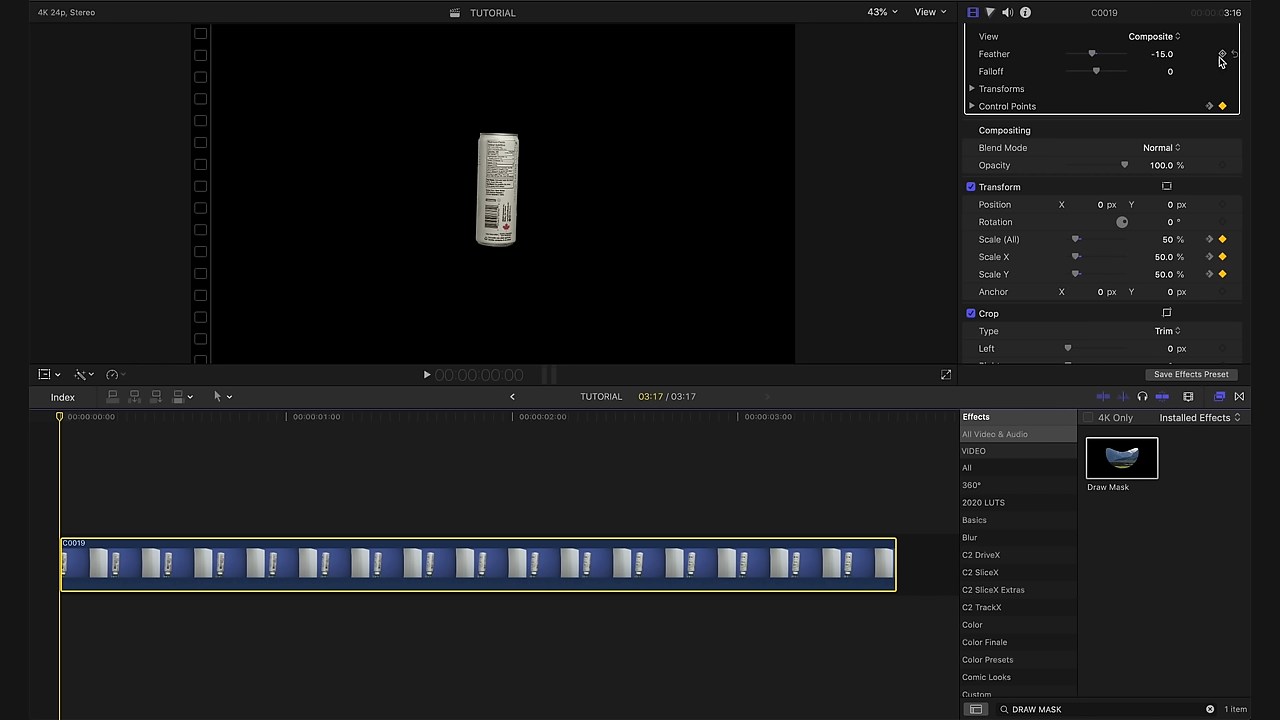 4K 24p, Stereo
TUTORIAL
43%
View
C0019
00:00:03:16
View
Composite
Feather
-15.0
Falloff
0
Transforms
Control Points
Compositing
Blend Mode
Normal
Opacity
100.0 %
Transform
Position
X
0 px
Y
0 px
Rotation
0 °
Scale (All)
50 %
Scale X
50.0 %
Scale Y
50.0 %
Anchor
X
0 px
Y
0 px
Crop
Type
Trim
Left
0 px
00:00:00:00
Save Effects Preset
Index
TUTORIAL
03:17 / 03:17
00:00:00:00
00:00:01:00
00:00:02:00
00:00:03:00
C0019
Effects
4K Only
Installed Effects
All Video & Audio
VIDEO
All
360°
2020 LUTS
Basics
Blur
C2 DriveX
C2 SliceX
C2 SliceX Extras
C2 TrackX
Color
Color Finale
Color Presets
Comic Looks
Custom
Draw Mask
DRAW MASK
1 item